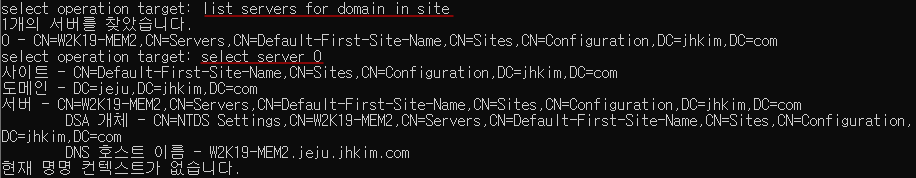 select operation target: list servers for domain in site
1개의 서버를 찾았습니다.
0 - CN=W2K19-MEM2,CN=Servers,CN=Default-First-Site-Name,CN=Sites,CN=Configuration,DC=jhkim,DC=com
select operation target: select server 0
사이트 - CN=Default-First-Site-Name,CN=Sites,CN=Configuration,DC=jhkim,DC=com
도메인 - DC=jeju,DC=jhkim,DC=com
서버 - CN=W2K19-MEM2,CN=Servers,CN=Default-First-Site-Name,CN=Sites,CN=Configuration,DC=jhkim,DC=com
DSA 개체 - CN=NTDS Settings,CN=W2K19-MEM2,CN=Servers,CN=Default-First-Site-Name,CN=Sites,CN=Configuration,
DC=jhkim,DC=com
DNS 호스트 이름 - W2K19-MEM2.jeju.jhkim.com
현재 명명 컨텍스트가 없습니다.